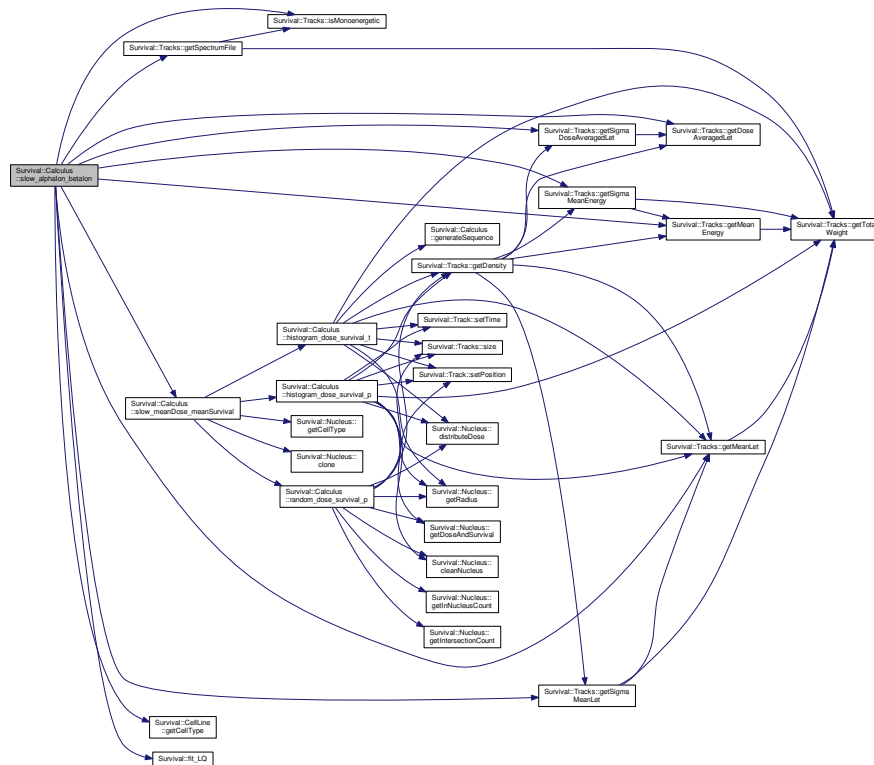 Survival::Tracks::isMonoenergetic
Survival::Tracks::getSpectrumFile
Survival::Tracks::getSigma
DoseAveragedLet
Survival::Tracks::getDose
AveragedLet
Survival::Calculus
::slow_alphaIon_betaIon
Survival::Tracks::getSigma
MeanEnergy
Survival::Tracks::getMean
Energy
Survival::Tracks::getTotal
Weight
Survival::Calculus
::generateSequence
Survival::Tracks::getDensity
Survival::Calculus
::histogram_dose_survival_t
Survival::Track::setTime
Survival::Tracks::size
Survival::Track::setPosition
Survival::Calculus
::histogram_dose_survival_p
Survival::Calculus
::slow_meanDose_meanSurvival
Survival::Nucleus::
getCellType
Survival::Nucleus::
distributeDose
Survival::Tracks::getMeanLet
Survival::Nucleus::
clone
Survival::Calculus
::random_dose_survival_p
Survival::Nucleus::
getRadius
Survival::Nucleus::
getDoseAndSurvival
Survival::Nucleus::
cleanNucleus
Survival::Nucleus::
getInNucleusCount
Survival::Nucleus::
getIntersectionCount
Survival::Tracks::getSigma
MeanLet
Survival::CellLine
::getCellType
Survival::fit_LQ